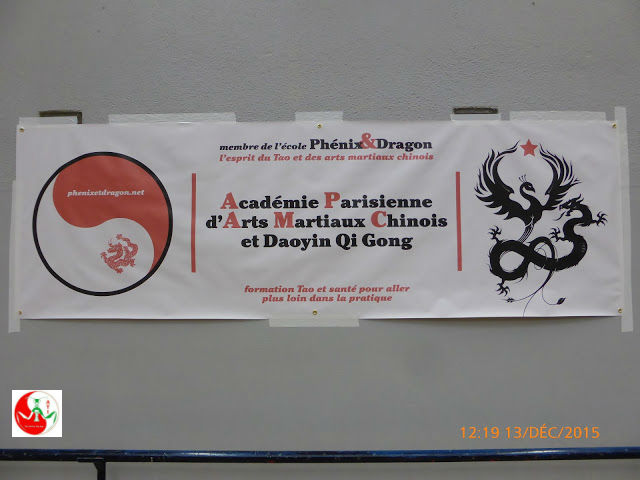 membre de l'école Phénix&Dragon
l'esprit du Tao et des arts martiaux chinois
phenixetdragon.net
Académie Parisienne
d'Arts Martiaux Chinois
et Daoyin Qi Gong
formation Tao et santé pour aller
plus loin dans la pratique
12:19 13/DÉC/2015